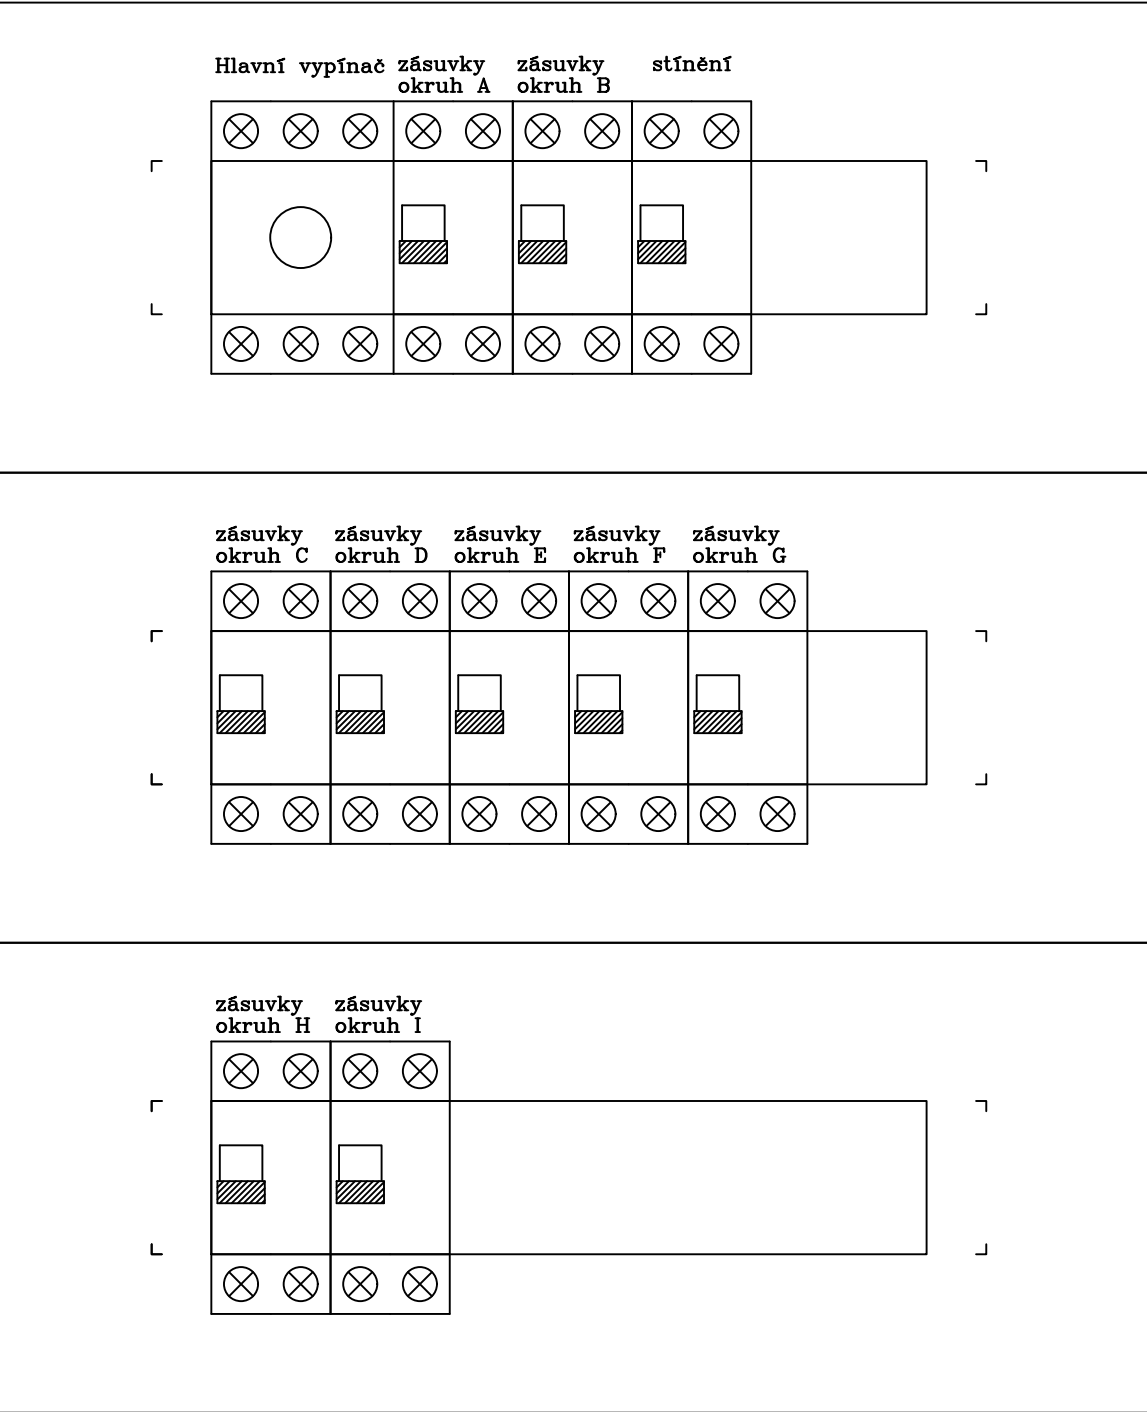 Hlavní vypínač
zásuvky
okruh A
zásuvky
okruh B
stínění
zásuvky
okruh C
zásuvky
okruh D
zásuvky
okruh E
zásuvky
okruh F
zásuvky
okruh G
zásuvky
okruh H
zásuvky
okruh I